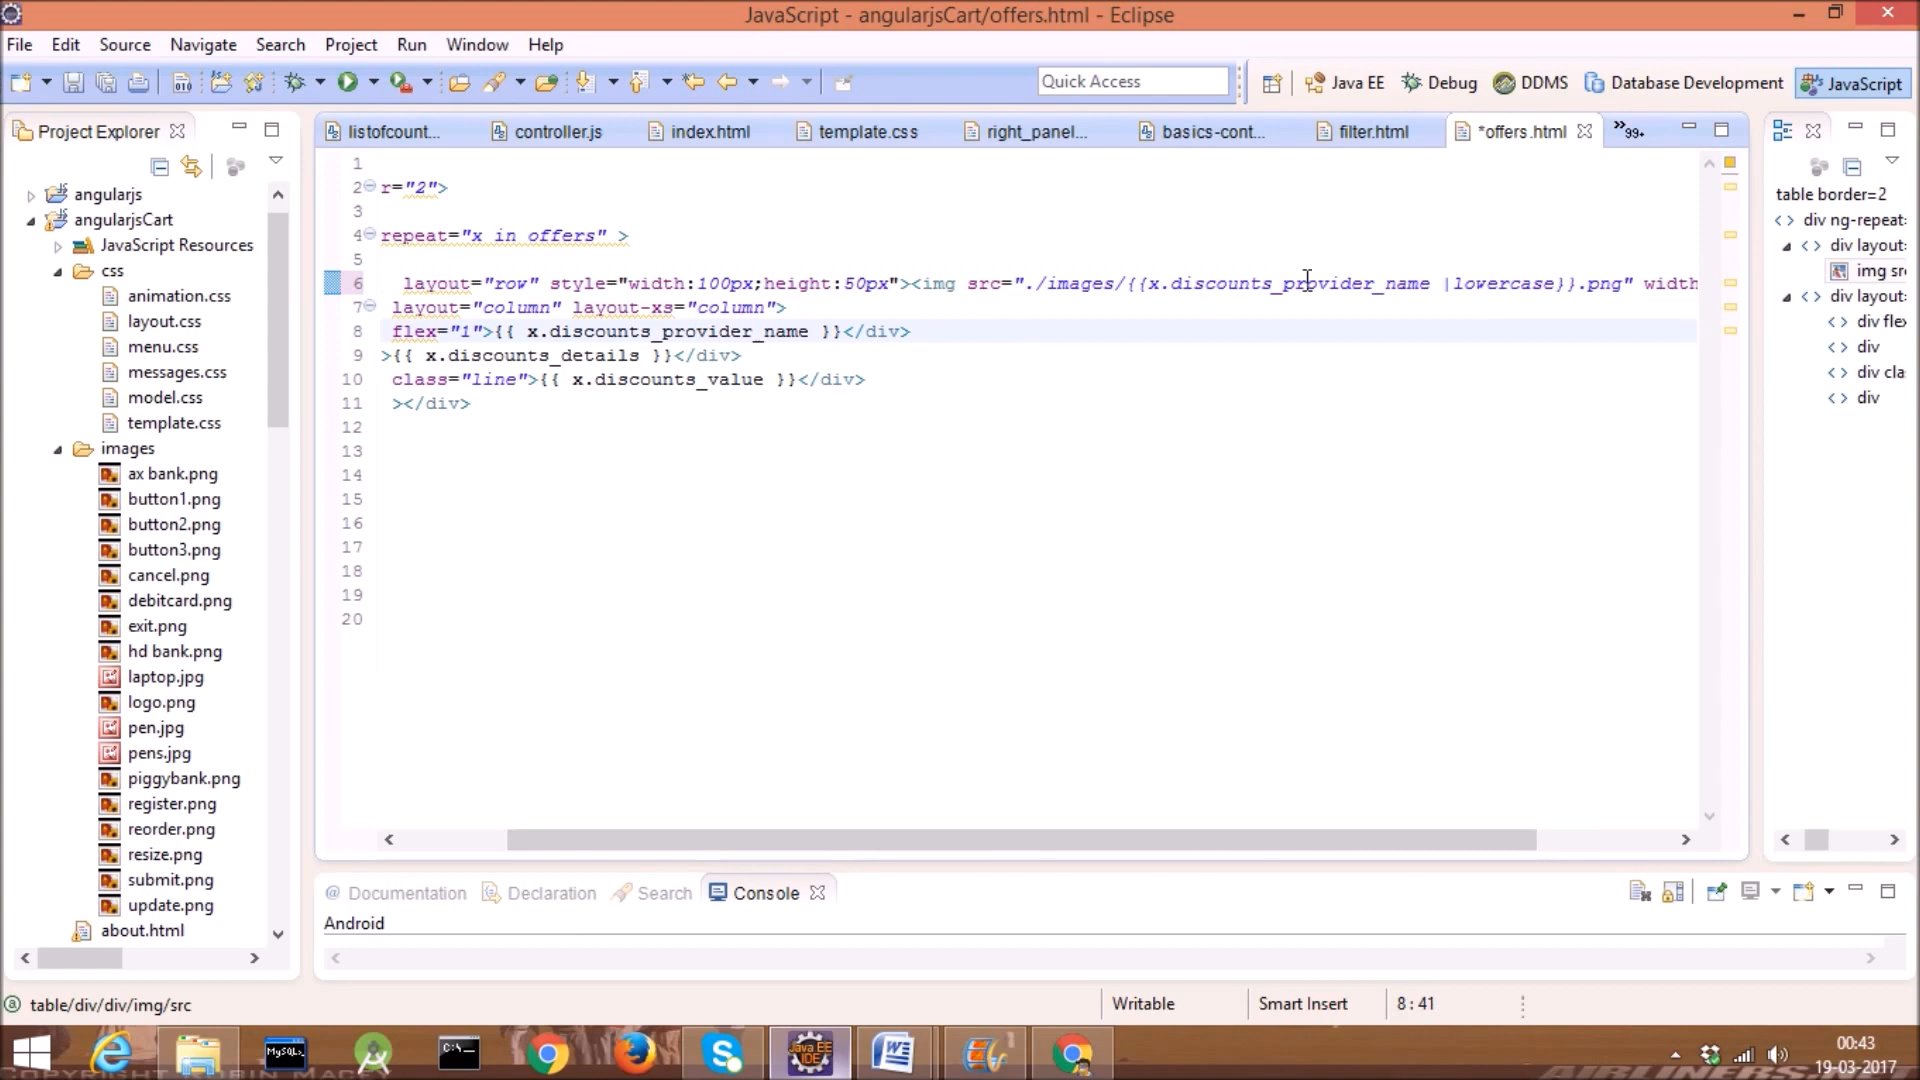 JavaScript - angularjsCart/offers.html - Eclipse
File Edit Source Navigate Search Project Run Window Help
Quick Access
Java EE Debug DDMS Database Development JavaScript
Project Explorer
listofcount... controller.js index.html template.css right_panel... basics-cont... filter.html *offers.html »99+
angularjs
angularjsCart
JavaScript Resources
css
animation.css
layout.css
menu.css
messages.css
model.css
template.css
images
ax bank.png
button1.png
button2.png
button3.png
cancel.png
debitcard.png
exit.png
hd bank.png
laptop.jpg
logo.png
pen.jpg
pens.jpg
piggybank.png
register.png
reorder.png
resize.png
submit.png
update.png
about.html
1
2 r="2">
3
4 repeat="x in offers" >
5
6 layout="row" style="width:100px;height:50px"><img src="./images/{{x.discounts_provider_name |lowercase}}.png" width
7 layout="column" layout-xs="column">
8 flex="1">{{ x.discounts_provider_name }}</div>
9 >{{ x.discounts_details }}</div>
10 class="line">{{ x.discounts_value }}</div>
11 ></div>
12
13
14
15
16
17
18
19
20
table border=2
<> div ng-repeat:
<> div layout:
img src
<> div layout:
<> div flex
<> div
<> div cla
<> div
@ Documentation Declaration Search Console
Android
table/div/div/img/src
Writable Smart Insert 8 : 41
MySQL
C:\
Java EE IDE
00:43
19-03-2017